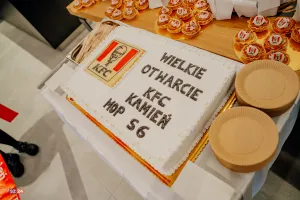 KFC
WIELKIE
OTWARCIE
KFC
KAMIEŃ
MOP S6